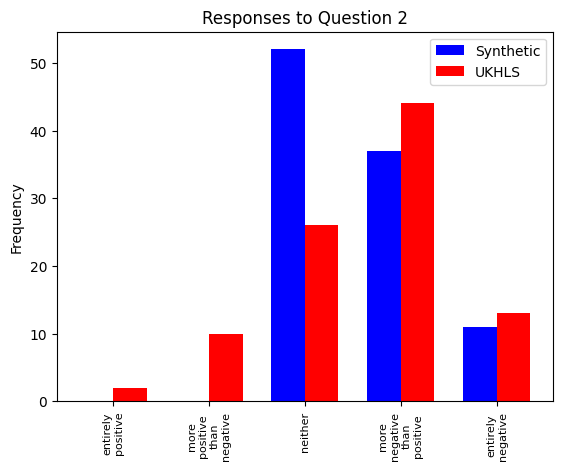 Responses to Question 2
Synthetic
UKHLS
Frequency
50
40
30
20
10
0
entirely
positive
more
positive
than
negative
neither
more
negative
than
positive
entirely
negative